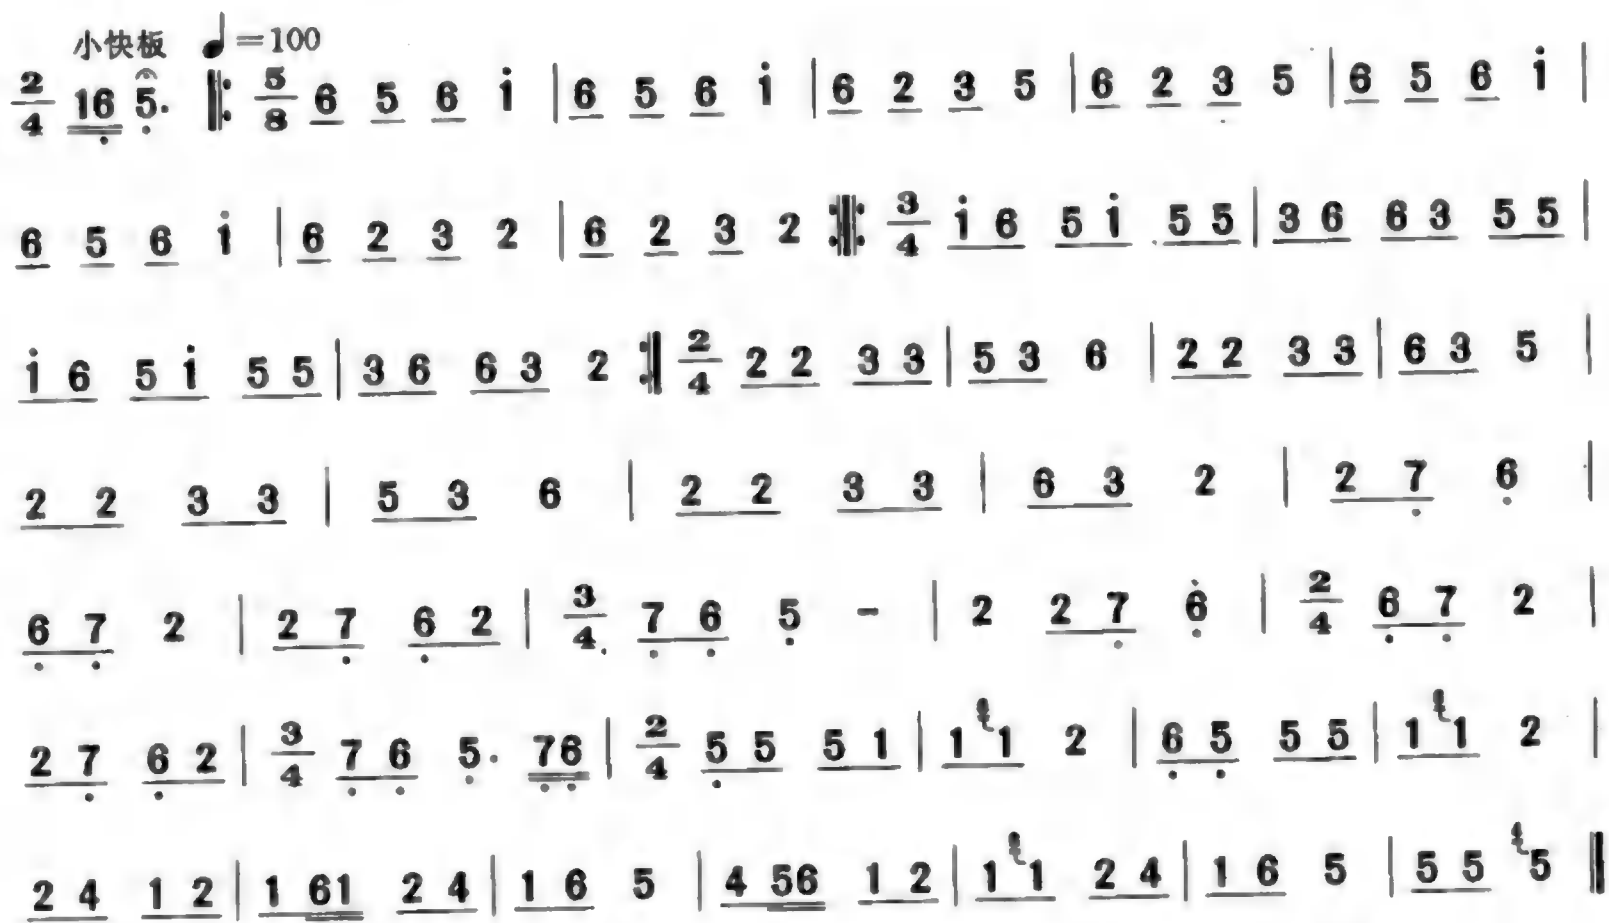 小快板 ♩=100
2/4 16 5. 𝄆 5/8 6 5 6 i | 6 5 6 i | 6 2 3 5 | 6 2 3 5 | 6 5 6 i |
6 5 6 i | 6 2 3 2 | 6 2 3 2 :‖: 3/4 i 6 5 i 5 5 | 3 6 6 3 5 5 |
i 6 5 i 5 5 | 3 6 6 3 2 :‖ 2/4 2 2 3 3 | 5 3 6 | 2 2 3 3 | 6 3 5 |
2 2 3 3 | 5 3 6 | 2 2 3 3 | 6 3 2 | 2 7 6 |
6 7 2 | 2 7 6 2 | 3/4 7 6 5 - | 2 2 7 6 | 2/4 6 7 2 |
2 7 6 2 | 3/4 7 6 5. 76 | 2/4 5 5 5 1 | 1 1 2 | 6 5 5 5 | 1 1 2 |
2 4 1 2 | 1 61 2 4 | 1 6 5 | 4 56 1 2 | 1 1 2 4 | 1 6 5 | 5 5 5 ‖